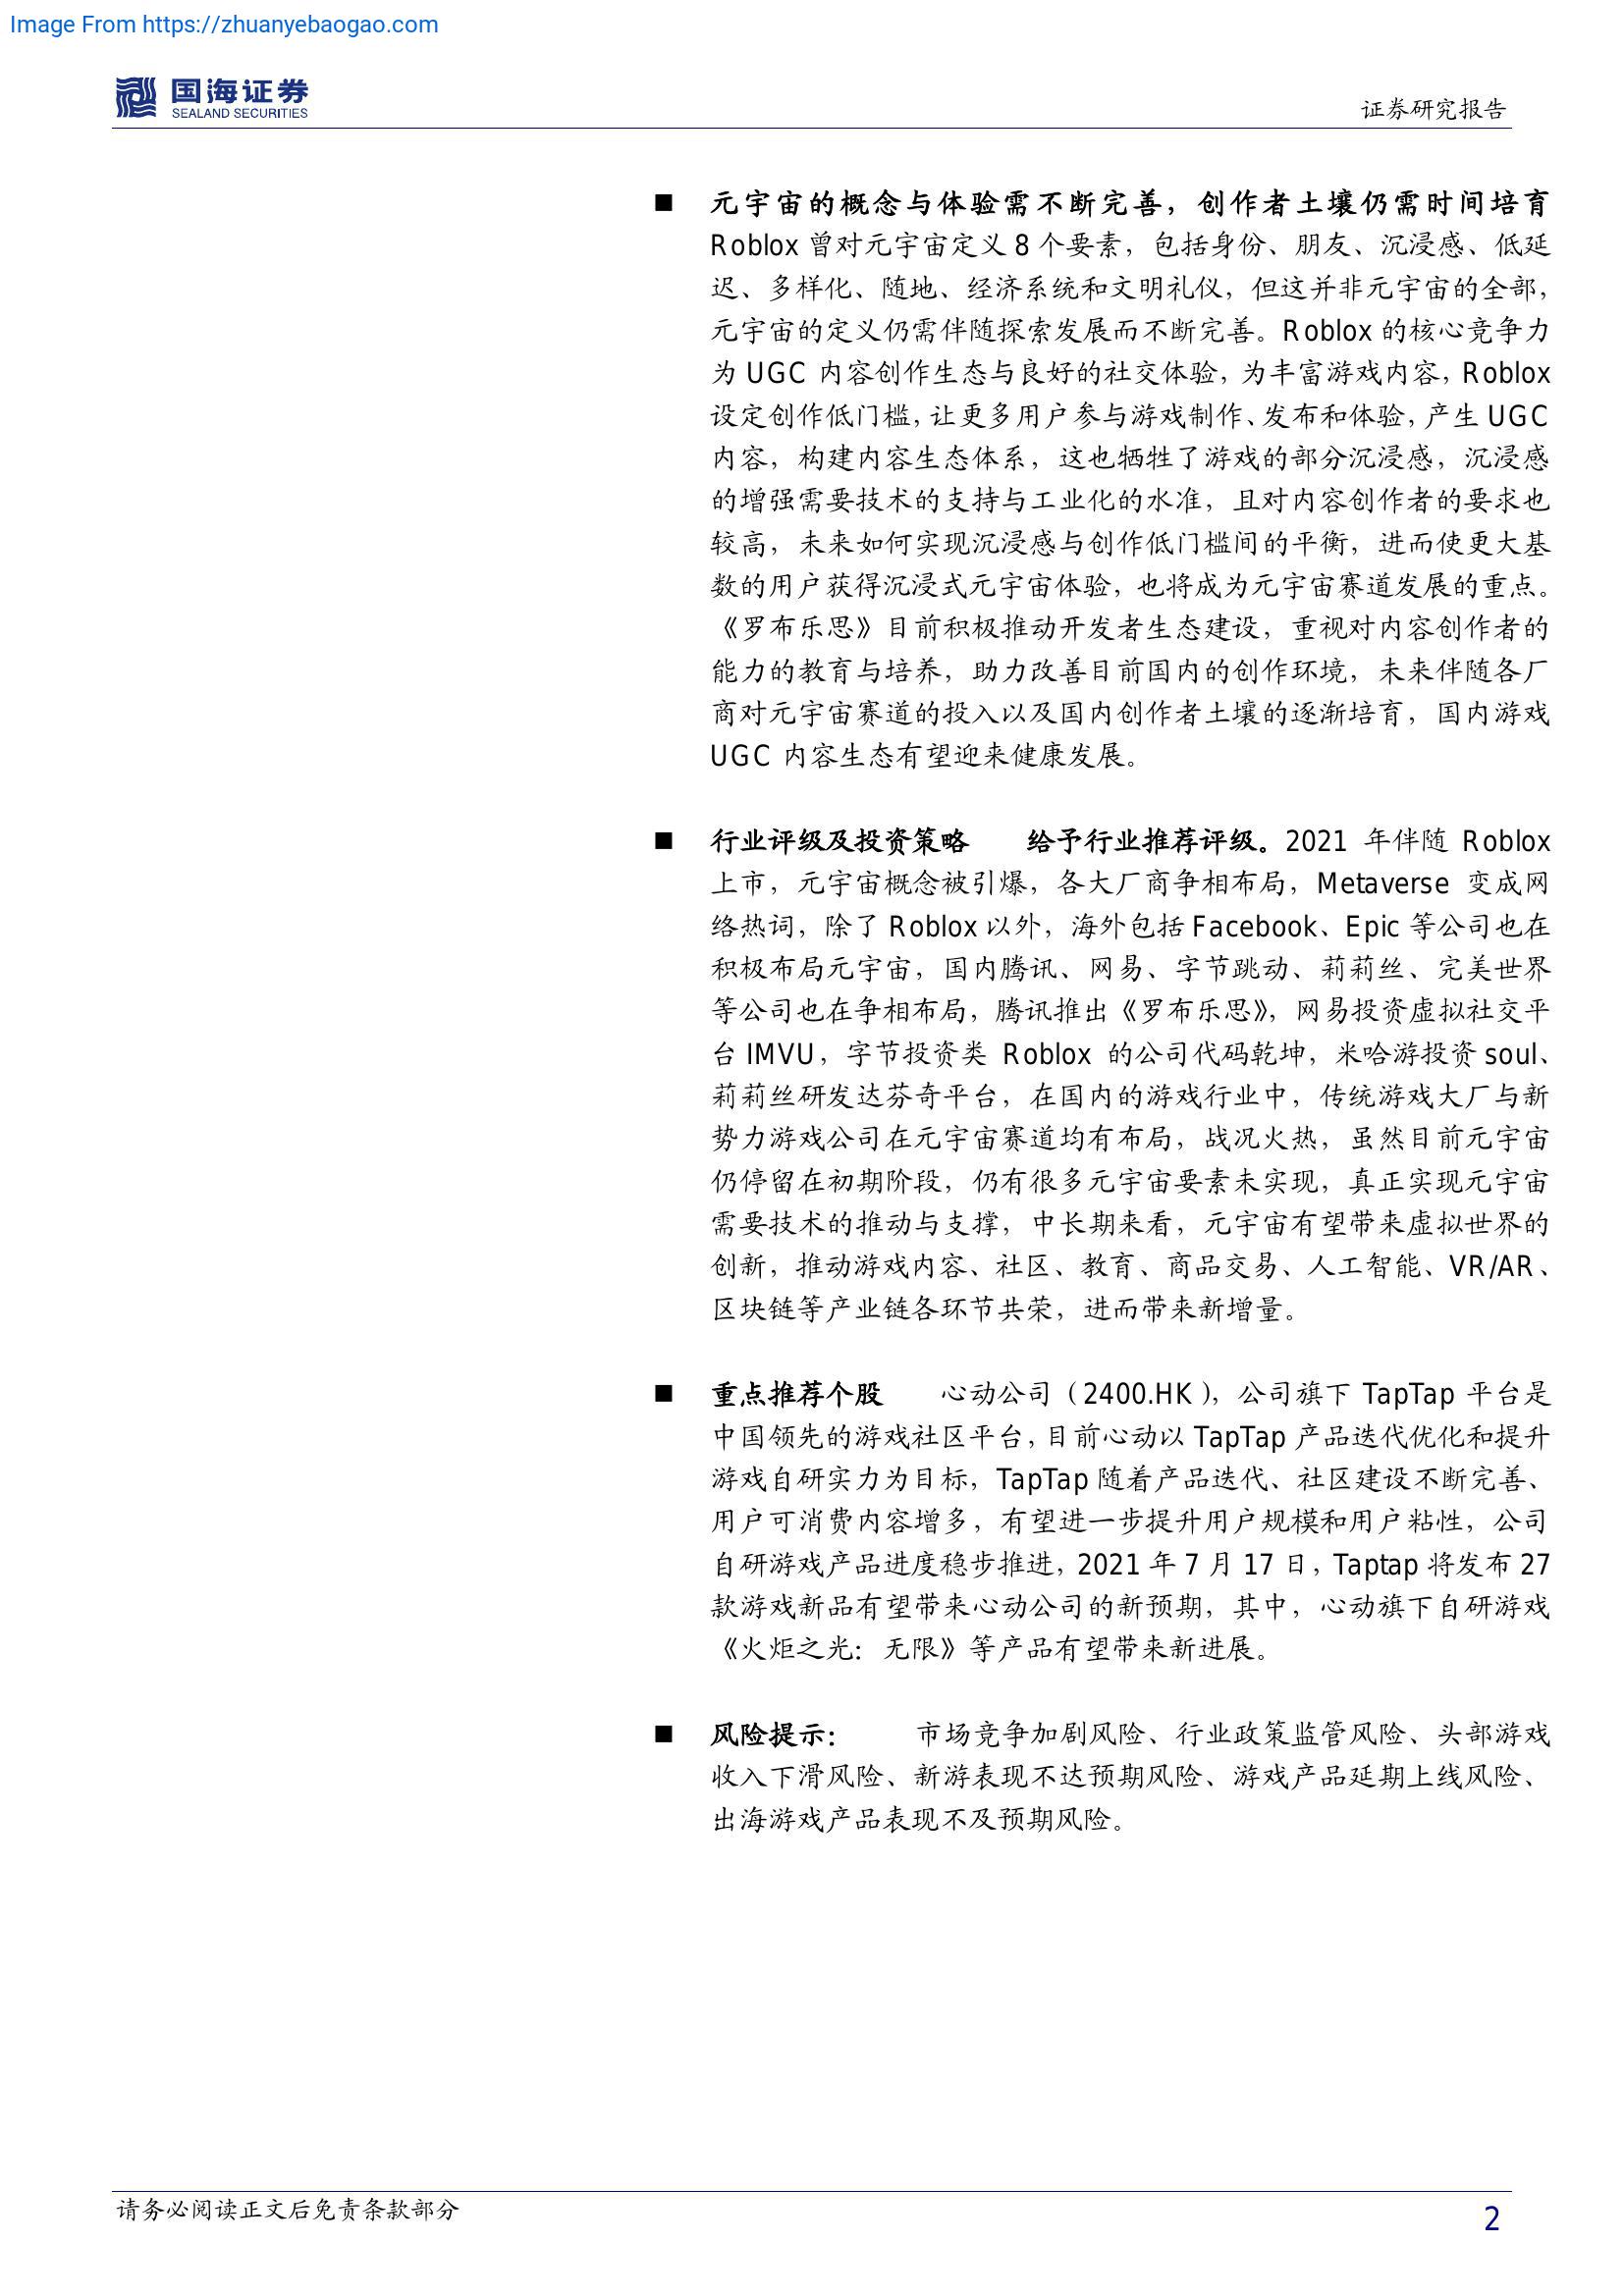 Image From https://zhuanyebaogao.com
国海证券
SEALAND SECURITIES
证券研究报告
■ 元宇宙的概念与体验需不断完善，创作者土壤仍需时间培育
Roblox 曾对元宇宙定义 8 个要素，包括身份、朋友、沉浸感、低延
迟、多样化、随地、经济系统和文明礼仪，但这并非元宇宙的全部，
元宇宙的定义仍需伴随探索发展而不断完善。Roblox 的核心竞争力
为 UGC 内容创作生态与良好的社交体验，为丰富游戏内容，Roblox
设定创作低门槛，让更多用户参与游戏制作、发布和体验，产生 UGC
内容，构建内容生态体系，这也牺牲了游戏的部分沉浸感，沉浸感
的增强需要技术的支持与工业化的水准，且对内容创作者的要求也
较高，未来如何实现沉浸感与创作低门槛间的平衡，进而使更大基
数的用户获得沉浸式元宇宙体验，也将成为元宇宙赛道发展的重点。
《罗布乐思》目前积极推动开发者生态建设，重视对内容创作者的
能力的教育与培养，助力改善目前国内的创作环境，未来伴随各厂
商对元宇宙赛道的投入以及国内创作者土壤的逐渐培育，国内游戏
UGC 内容生态有望迎来健康发展。
■ 行业评级及投资策略 给予行业推荐评级。2021 年伴随 Roblox
上市，元宇宙概念被引爆，各大厂商争相布局，Metaverse 变成网
络热词，除了 Roblox 以外，海外包括 Facebook、Epic 等公司也在
积极布局元宇宙，国内腾讯、网易、字节跳动、莉莉丝、完美世界
等公司也在争相布局，腾讯推出《罗布乐思》，网易投资虚拟社交平
台 IMVU，字节投资类 Roblox 的公司代码乾坤，米哈游投资 soul、
莉莉丝研发达芬奇平台，在国内的游戏行业中，传统游戏大厂与新
势力游戏公司在元宇宙赛道均有布局，战况火热，虽然目前元宇宙
仍停留在初期阶段，仍有很多元宇宙要素未实现，真正实现元宇宙
需要技术的推动与支撑，中长期来看，元宇宙有望带来虚拟世界的
创新，推动游戏内容、社区、教育、商品交易、人工智能、VR/AR、
区块链等产业链各环节共荣，进而带来新增量。
■ 重点推荐个股 心动公司（2400.HK），公司旗下 TapTap 平台是
中国领先的游戏社区平台，目前心动以 TapTap 产品迭代优化和提升
游戏自研实力为目标，TapTap 随着产品迭代、社区建设不断完善、
用户可消费内容增多，有望进一步提升用户规模和用户粘性，公司
自研游戏产品进度稳步推进，2021 年 7 月 17 日，Taptap 将发布 27
款游戏新品有望带来心动公司的新预期，其中，心动旗下自研游戏
《火炬之光：无限》等产品有望带来新进展。
■ 风险提示： 市场竞争加剧风险、行业政策监管风险、头部游戏
收入下滑风险、新游表现不达预期风险、游戏产品延期上线风险、
出海游戏产品表现不及预期风险。
请务必阅读正文后免责条款部分
2